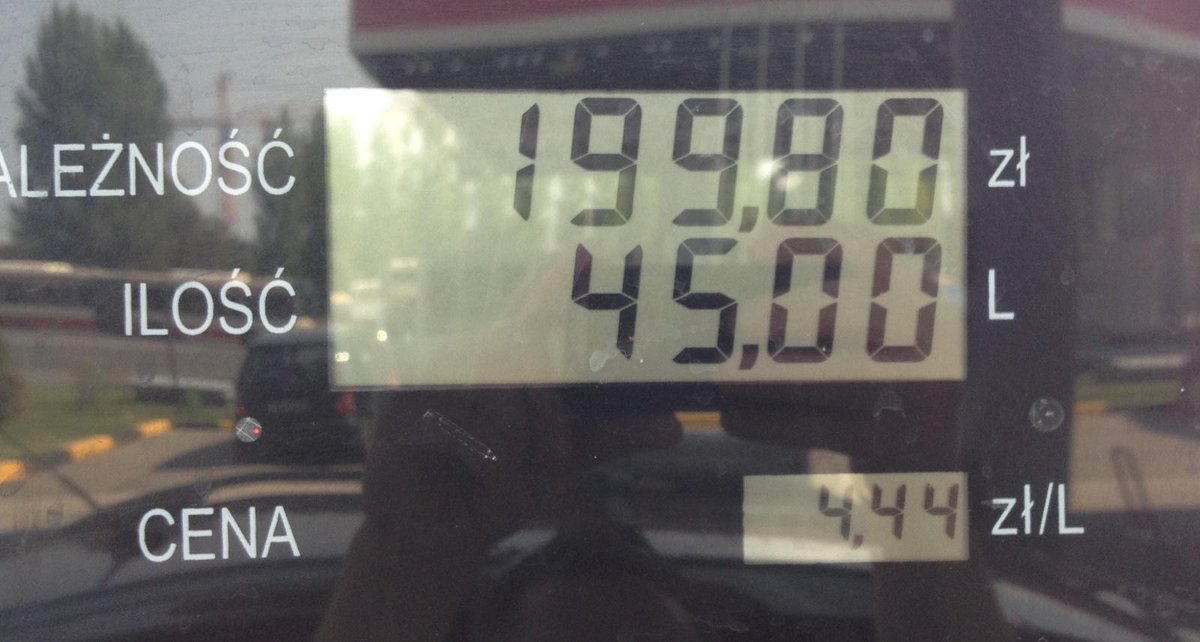 ALEŻNOŚĆ 199,80 zł
ILOŚĆ 45,00 L
CENA 4,44 zł/L